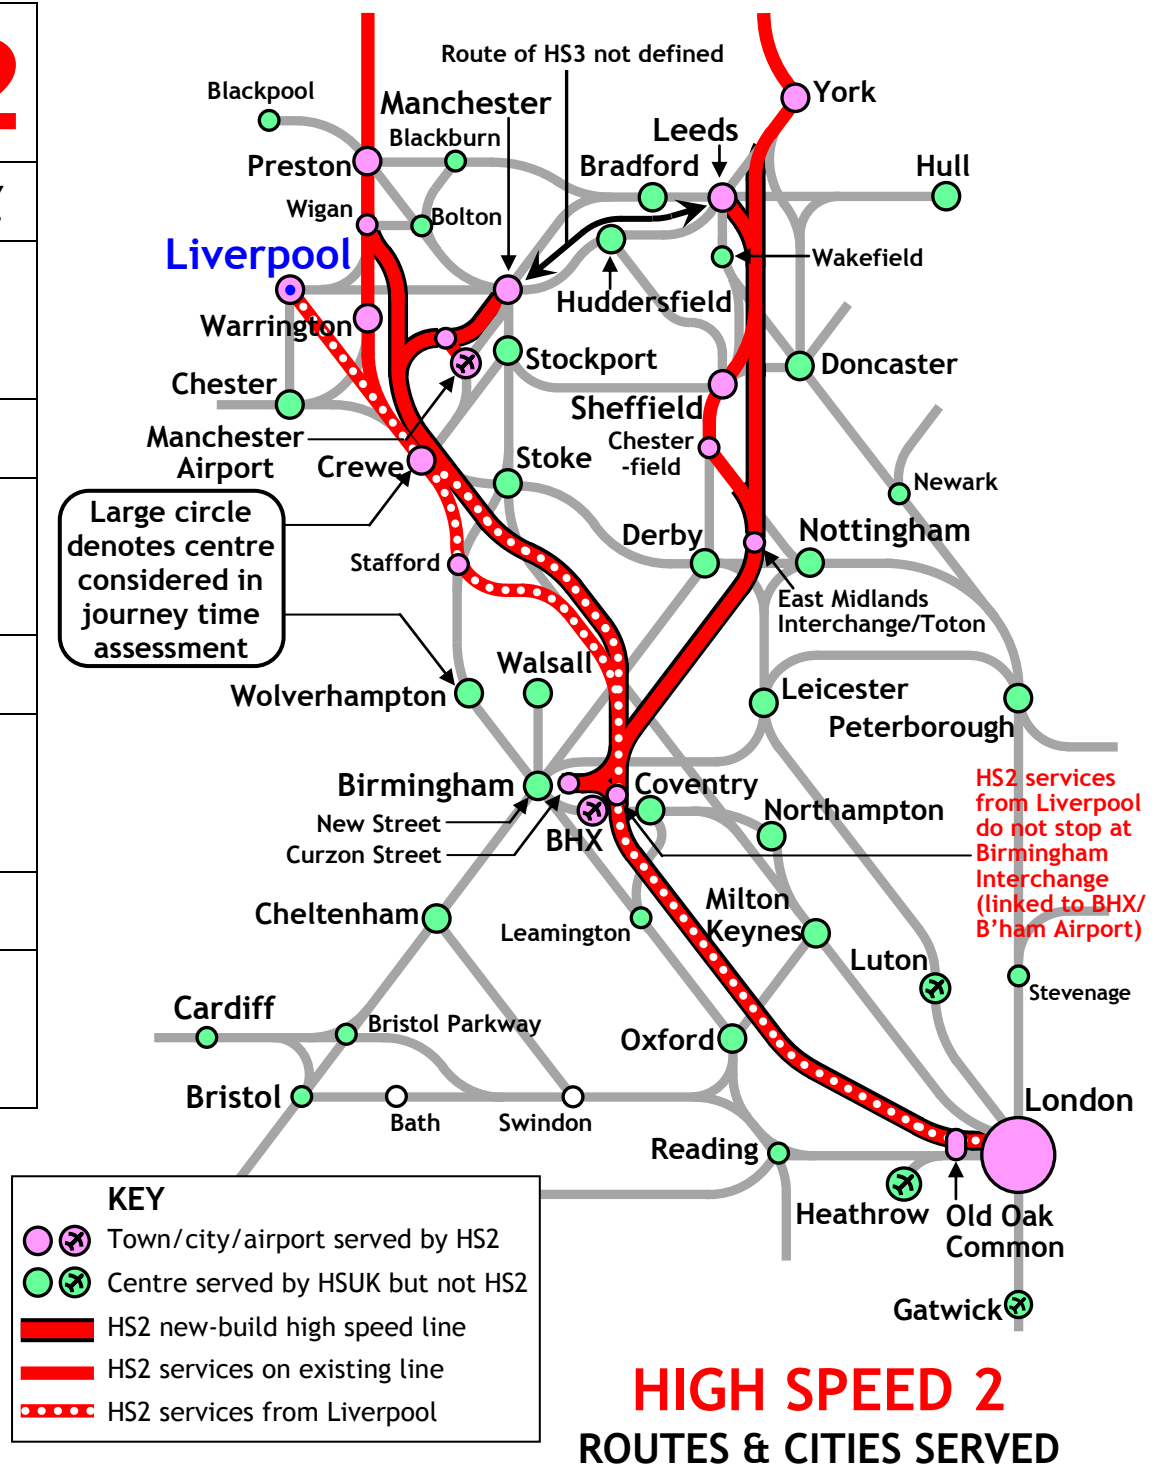 Route of HS3 not defined
York
Blackpool
Manchester
Leeds
Blackburn
Preston
Bradford
Hull
Wigan
Bolton
Liverpool
Wakefield
Huddersfield
Warrington
Stockport
Doncaster
Chester
Sheffield
Manchester
Airport
Chester
-field
Crewe
Stoke
Newark
Large circle
denotes centre
considered in
journey time
assessment
Derby
Nottingham
Stafford
East Midlands
Interchange/Toton
Walsall
Wolverhampton
Leicester
Peterborough
Birmingham
Coventry
HS2 services
from Liverpool
do not stop at
Birmingham
Interchange
(linked to BHX/
B’ham Airport)
New Street
Curzon Street
BHX
Northampton
Cheltenham
Leamington
Milton
Keynes
Luton
Stevenage
Cardiff
Bristol Parkway
Oxford
Bristol
Bath
Swindon
London
Reading
Heathrow
Old Oak
Common
Gatwick
KEY
Town/city/airport served by HS2
Centre served by HSUK but not HS2
HS2 new-build high speed line
HS2 services on existing line
HS2 services from Liverpool
HIGH SPEED 2
ROUTES & CITIES SERVED